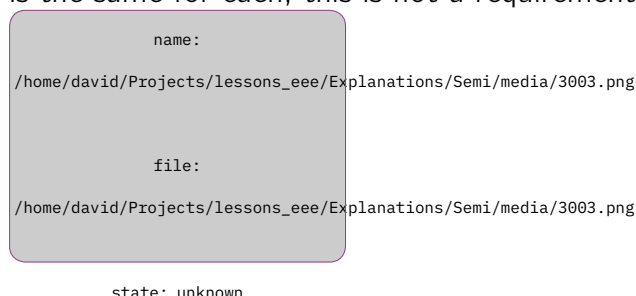 is the same for each, this is not a requirement
name:
/home/david/Projects/lessons_eee/Explanations/Semi/media/3003.png
file:
/home/david/Projects/lessons_eee/Explanations/Semi/media/3003.png
state: unknown